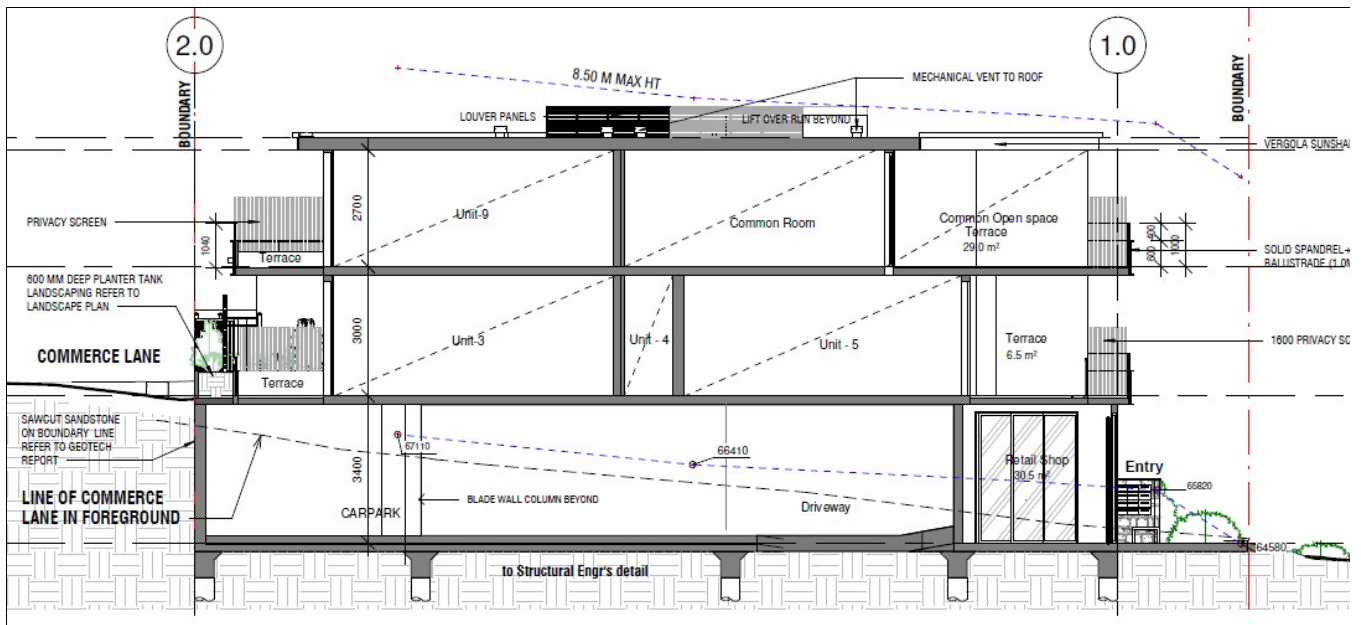 2.0
1.0
BOUNDARY
BOUNDARY
8.50 M MAX HT
MECHANICAL VENT TO ROOF
LOUVER PANELS
LIFT OVER RUN BEYOND
VERGOLA SUNSHA
2700
Unit-9
Common Room
Common Open space
Terrace
29.0 m²
PRIVACY SCREEN
1040
Terrace
400
600
1000
SOLID SPANDREL+
BALUSTRADE (1.0M
600 MM DEEP PLANTER TANK
LANDSCAPING REFER TO
LANDSCAPE PLAN
3000
Unit-3
Unit - 4
Unit - 5
Terrace
6.5 m²
1600 PRIVACY SC
COMMERCE LANE
Terrace
SAWCUT SANDSTONE
ON BOUNDARY LINE
REFER TO GEOTECH
REPORT
67110
66410
Retail Shop
30.5 m²
Entry
65820
3400
LINE OF COMMERCE
LANE IN FOREGROUND
BLADE WALL COLUMN BEYOND
CARPARK
Driveway
64580
to Structural Engr's detail